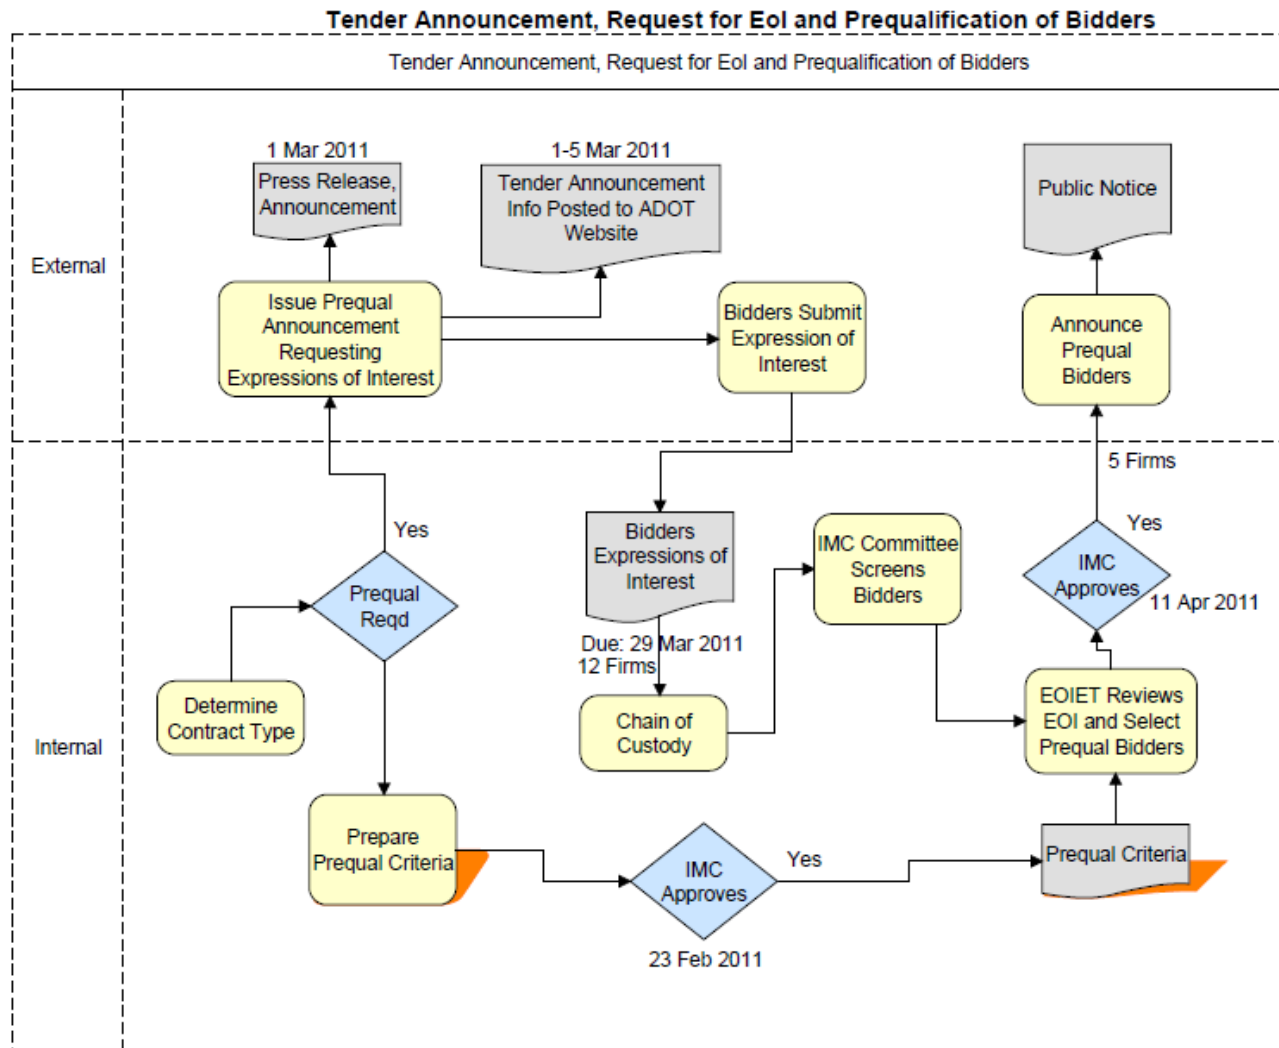 Tender Announcement, Request for EoI and Prequalification of Bidders
Tender Announcement, Request for EoI and Prequalification of Bidders
External
1 Mar 2011
Press Release,
Announcement
1-5 Mar 2011
Tender Announcement
Info Posted to ADOT
Website
Public Notice
Issue Prequal
Announcement
Requesting
Expressions of Interest
Bidders Submit
Expression of
Interest
Announce
Prequal
Bidders
Internal
5 Firms
Yes
Prequal
Reqd
Bidders
Expressions of
Interest
IMC Committee
Screens
Bidders
Yes
IMC
Approves
11 Apr 2011
Due: 29 Mar 2011
12 Firms
Determine
Contract Type
Chain of
Custody
EOIET Reviews
EOI and Select
Prequal Bidders
Prepare
Prequal Criteria
IMC
Approves
Yes
23 Feb 2011
Prequal Criteria